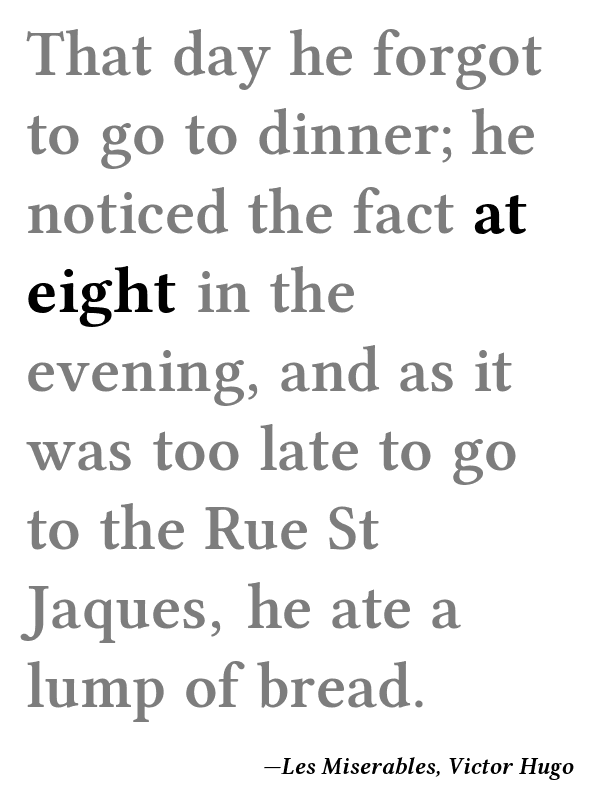 That day he forgot
to go to dinner; he
noticed the fact at
eight in the
evening, and as it
was too late to go
to the Rue St
Jaques, he ate a
lump of bread.
—Les Miserables, Victor Hugo